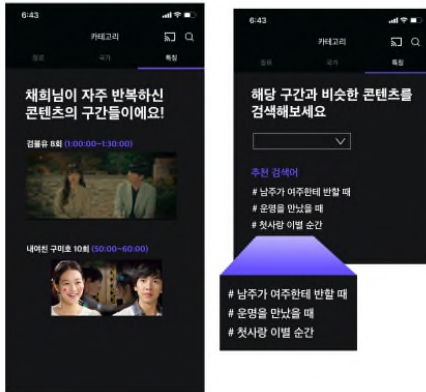 6:43
카테고리
장르
국가
특징
채희님이 자주 반복하신
콘텐츠의 구간들이에요!
검블유 8회 (1:00:00~1:30:00)
내여친 구미호 10회 (50:00~60:00)
6:43
카테고리
장르
국가
특징
해당 구간과 비슷한 콘텐츠를
검색해보세요
추천 검색어
# 남주가 여주한테 반할 때
# 운명을 만났을 때
# 첫사랑 이별 순간
# 남주가 여주한테 반할 때
# 운명을 만났을 때
# 첫사랑 이별 순간